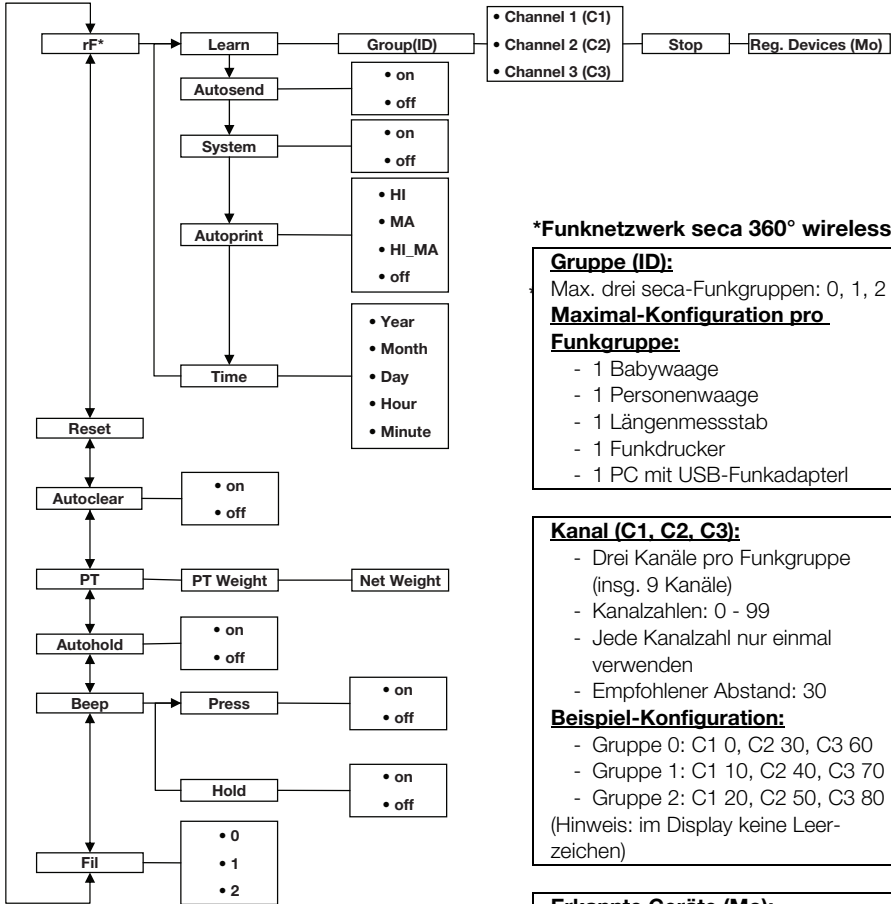 rF*
Learn
Group(ID)
• Channel 1 (C1)
• Channel 2 (C2)
• Channel 3 (C3)
Stop
Reg. Devices (Mo)
Autosend
• on
• off
System
• on
• off
Autoprint
• HI
• MA
• HI_MA
• off
Time
• Year
• Month
• Day
• Hour
• Minute
Reset
Autoclear
• on
• off
PT
PT Weight
Net Weight
Autohold
• on
• off
Beep
Press
• on
• off
Hold
• on
• off
Fil
• 0
• 1
• 2
*Funknetzwerk seca 360° wireless
Gruppe (ID):
* Max. drei seca-Funkgruppen: 0, 1, 2
Maximal-Konfiguration pro
Funkgruppe:
- 1 Babywaage
- 1 Personenwaage
- 1 Längenmessstab
- 1 Funkdrucker
- 1 PC mit USB-Funkadapterl
Kanal (C1, C2, C3):
- Drei Kanäle pro Funkgruppe
(insg. 9 Kanäle)
- Kanalzahlen: 0 - 99
- Jede Kanalzahl nur einmal
verwenden
- Empfohlener Abstand: 30
Beispiel-Konfiguration:
- Gruppe 0: C1 0, C2 30, C3 60
- Gruppe 1: C1 10, C2 40, C3 70
- Gruppe 2: C1 20, C2 50, C3 80
(Hinweis: im Display keine Leer-
zeichen)
Erkannte Geräte (Mo):